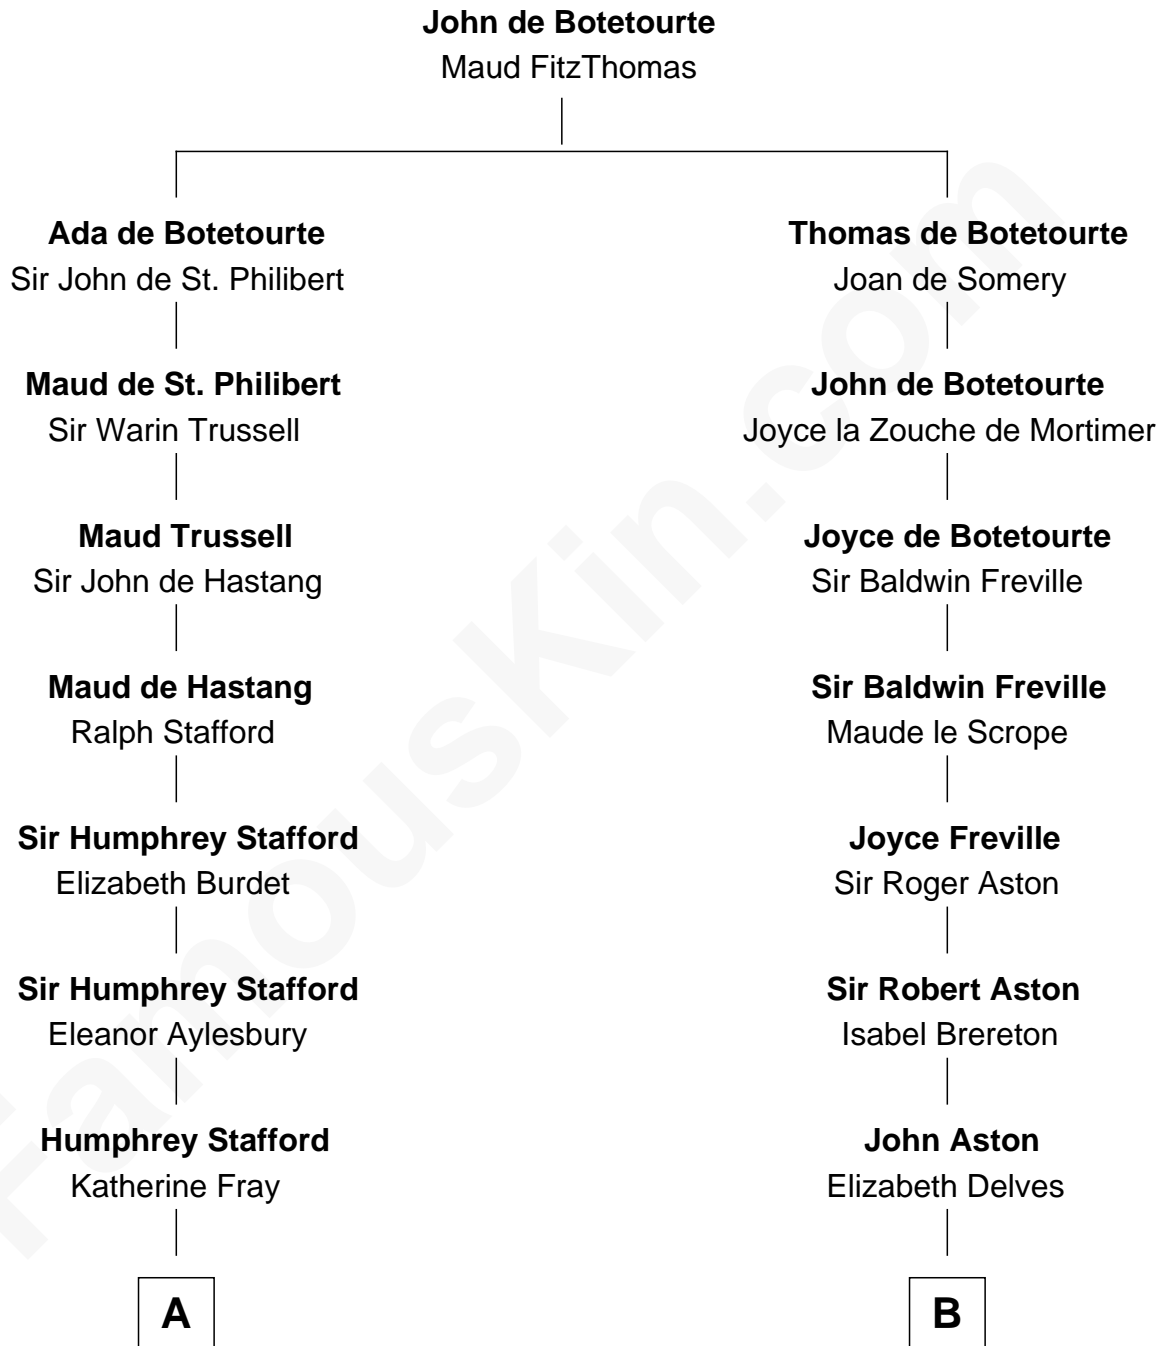 John de Botetourte
Maud FitzThomas
Ada de Botetourte
Sir John de St. Philibert
Thomas de Botetourte
Joan de Somery
Maud de St. Philibert
Sir Warin Trussell
John de Botetourte
Joyce la Zouche de Mortimer
Maud Trussell
Sir John de Hastang
Joyce de Botetourte
Sir Baldwin Freville
Maud de Hastang
Ralph Stafford
Sir Baldwin Freville
Maude le Scrope
Sir Humphrey Stafford
Elizabeth Burdet
Joyce Freville
Sir Roger Aston
Sir Humphrey Stafford
Eleanor Aylesbury
Sir Robert Aston
Isabel Brereton
Humphrey Stafford
Katherine Fray
John Aston
Elizabeth Delves
A
B
FamousKin.com